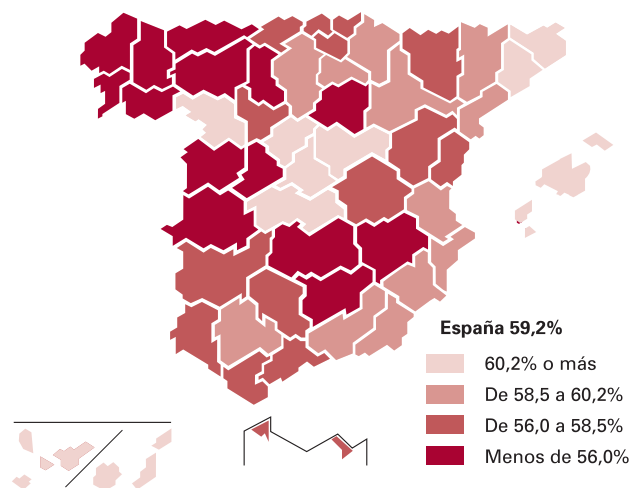 España 59,2%
60,2% o más
De 58,5 a 60,2%
De 56,0 a 58,5%
Menos de 56,0%